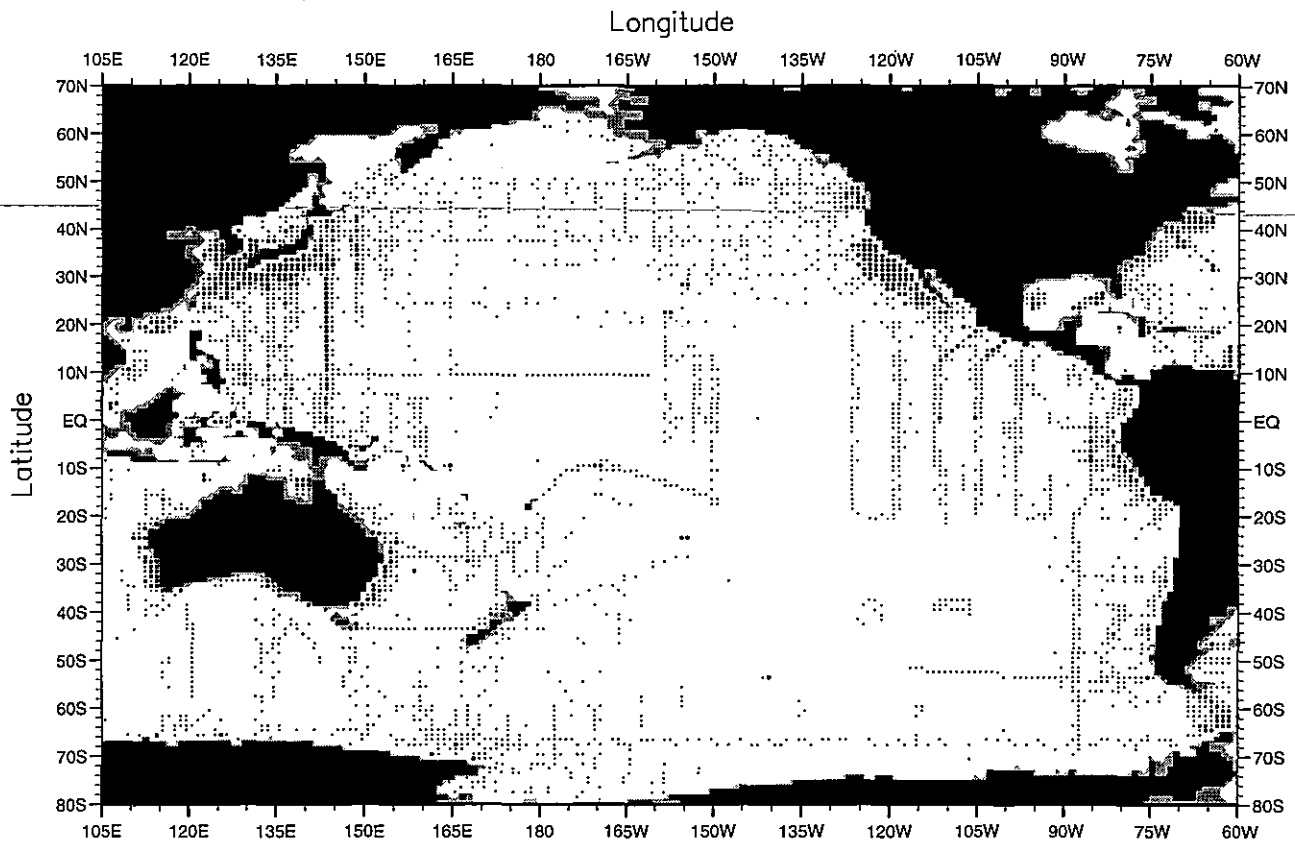 Longitude
105E 120E 135E 150E 165E 180 165W 150W 135W 120W 105W 90W 75W 60W
70N 70N
60N 60N
50N 50N
40N 40N
30N 30N
20N 20N
10N 10N
Latitude
EQ EQ
10S 10S
20S 20S
30S 30S
40S 40S
50S 50S
60S 60S
70S 70S
80S 80S
105E 120E 135E 150E 165E 180 165W 150W 135W 120W 105W 90W 75W 60W